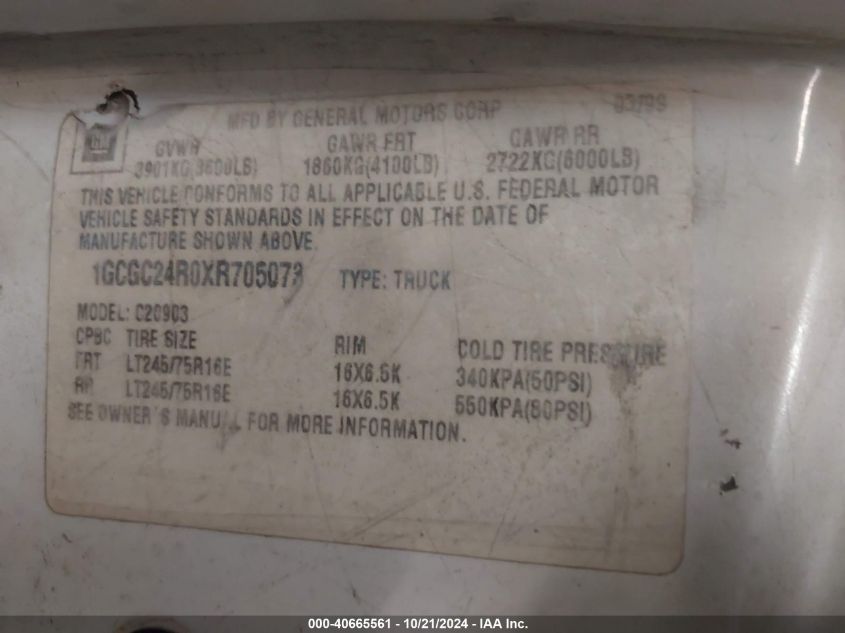 MFD BY GENERAL MOTORS CORP 03/99
GM
GVWR GAWR FRT GAWR RR
3901KG(8600LB) 1860KG(4100LB) 2722KG(6000LB)
THIS VEHICLE CONFORMS TO ALL APPLICABLE U.S. FEDERAL MOTOR
VEHICLE SAFETY STANDARDS IN EFFECT ON THE DATE OF
MANUFACTURE SHOWN ABOVE.
1GCGC24R0XR705073 TYPE: TRUCK
MODEL: C20903
TIRE SIZE RIM COLD TIRE PRESSURE
FRT LT245/75R16E 16X6.5K 340KPA(50PSI)
RR LT245/75R16E 16X6.5K 550KPA(80PSI)
SEE OWNER'S MANUAL FOR MORE INFORMATION.
000-40665561 - 10/21/2024 - IAA Inc.